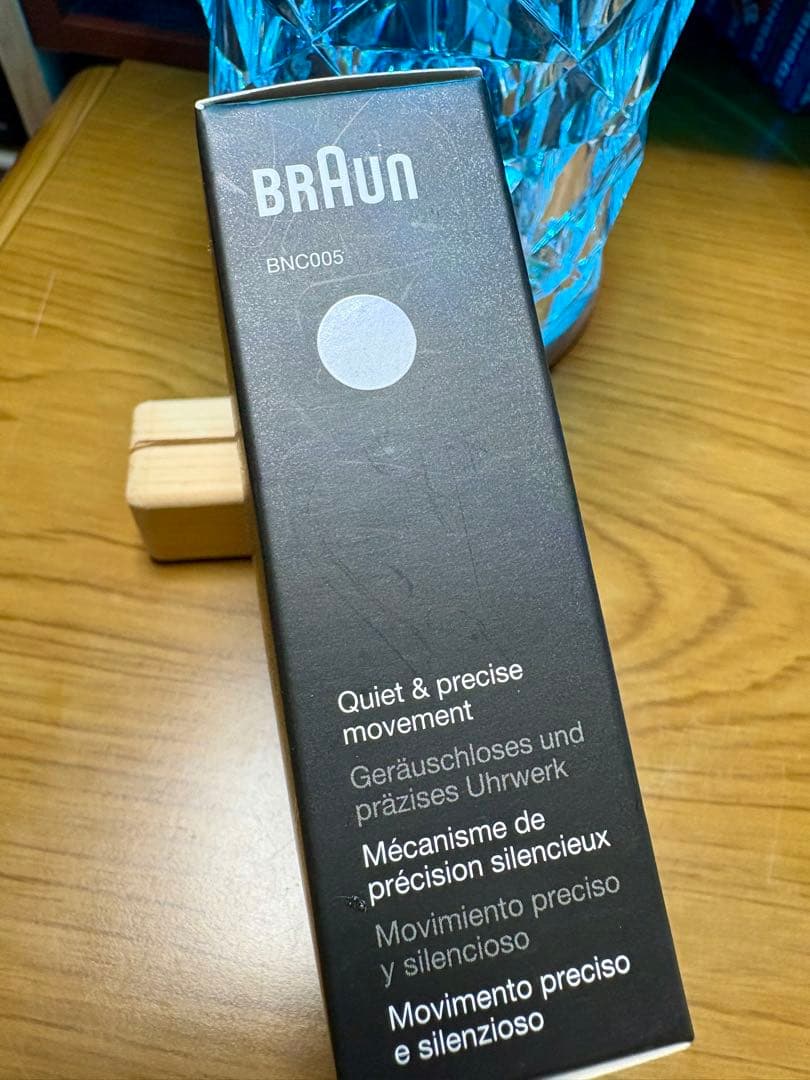 BRAUN
BNC005
Quiet & precise
movement
Geräuschloses und
präzises Uhrwerk
Mécanisme de
précision silencieux
Movimiento preciso
y silencioso
Movimento preciso
e silenzioso